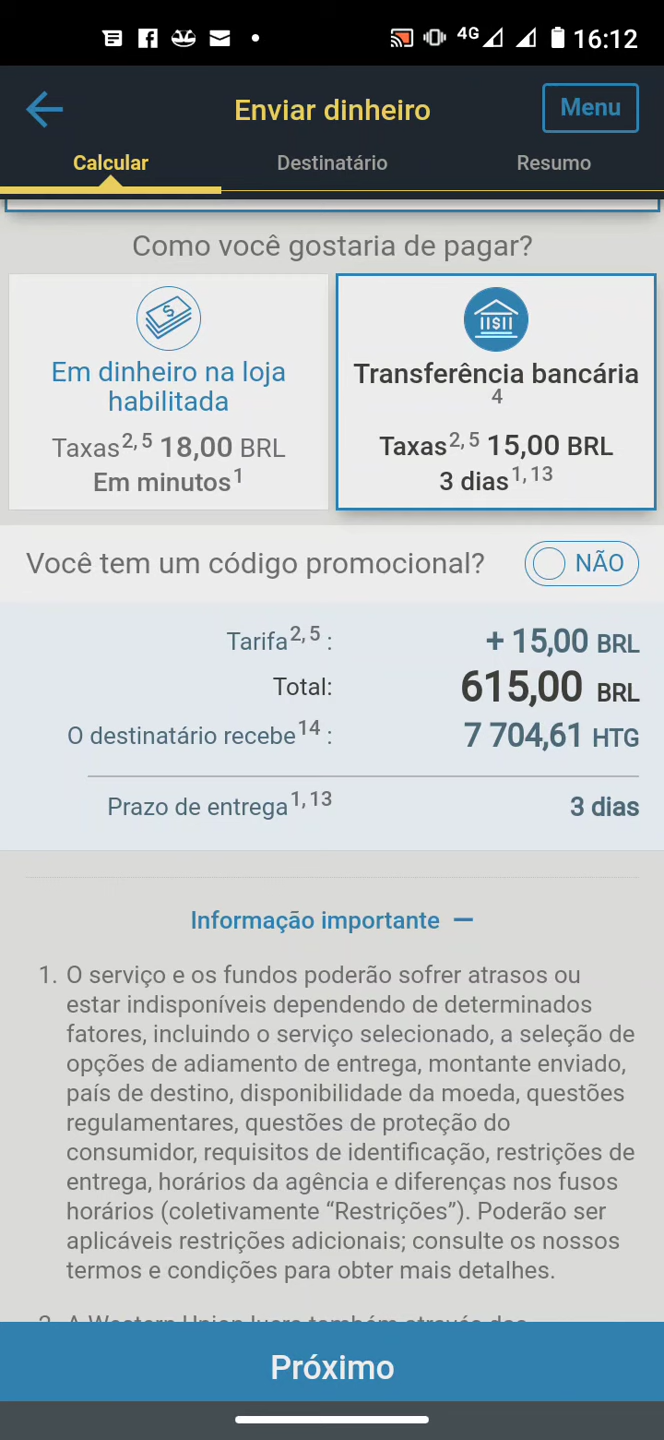 4G 16:12
Enviar dinheiro
Menu
Calcular
Destinatário
Resumo
Como você gostaria de pagar?
Em dinheiro na loja
habilitada
Taxas2, 5 18,00 BRL
Em minutos1
Transferência bancária
4
Taxas2, 5 15,00 BRL
3 dias1, 13
Você tem um código promocional? NÃO
Tarifa2, 5 : + 15,00 BRL
Total: 615,00 BRL
O destinatário recebe14 : 7 704,61 HTG
Prazo de entrega1, 13 3 dias
Informação importante
1. O serviço e os fundos poderão sofrer atrasos ou
estar indisponíveis dependendo de determinados
fatores, incluindo o serviço selecionado, a seleção de
opções de adiamento de entrega, montante enviado,
país de destino, disponibilidade da moeda, questões
regulamentares, questões de proteção do
consumidor, requisitos de identificação, restrições de
entrega, horários da agência e diferenças nos fusos
horários (coletivamente “Restrições”). Poderão ser
aplicáveis restrições adicionais; consulte os nossos
termos e condições para obter mais detalhes.
2. A Western Union lucra também através das
Próximo